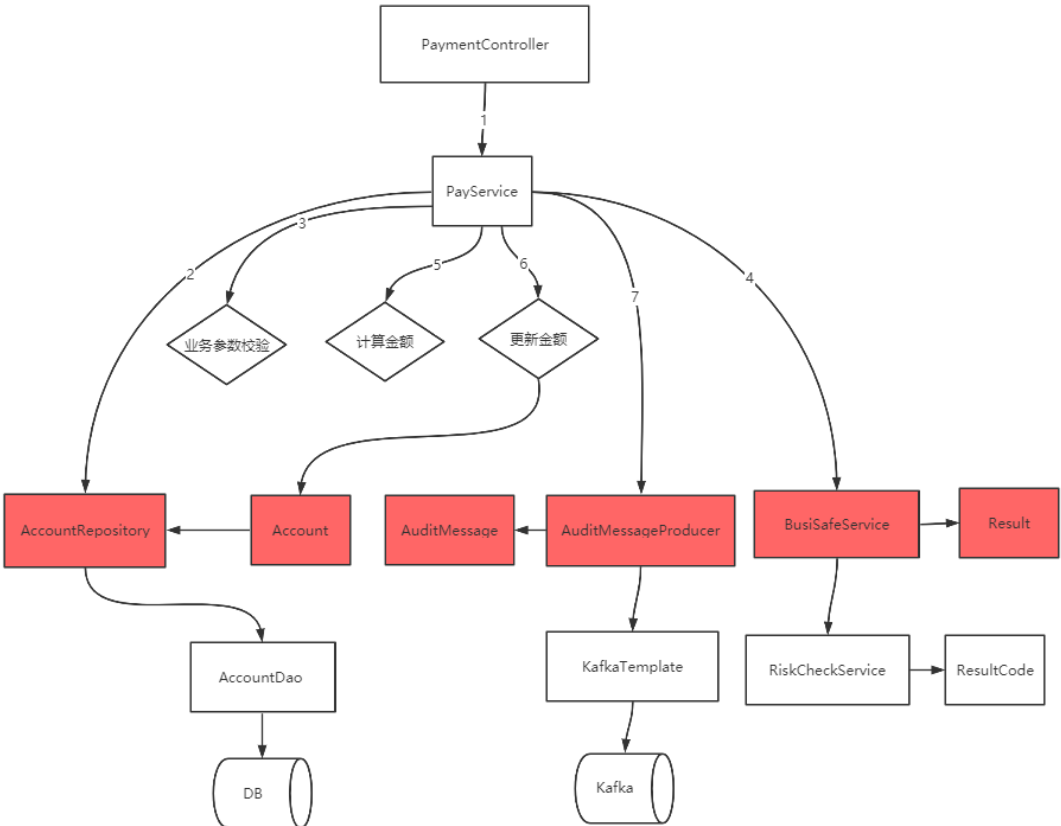 PaymentController
1
PayService
3
2
5
6
4
7
业务参数校验
计算金额
更新金额
AccountRepository
Account
AuditMessage
AuditMessageProducer
BusiSafeService
Result
AccountDao
KafkaTemplate
RiskCheckService
ResultCode
DB
Kafka